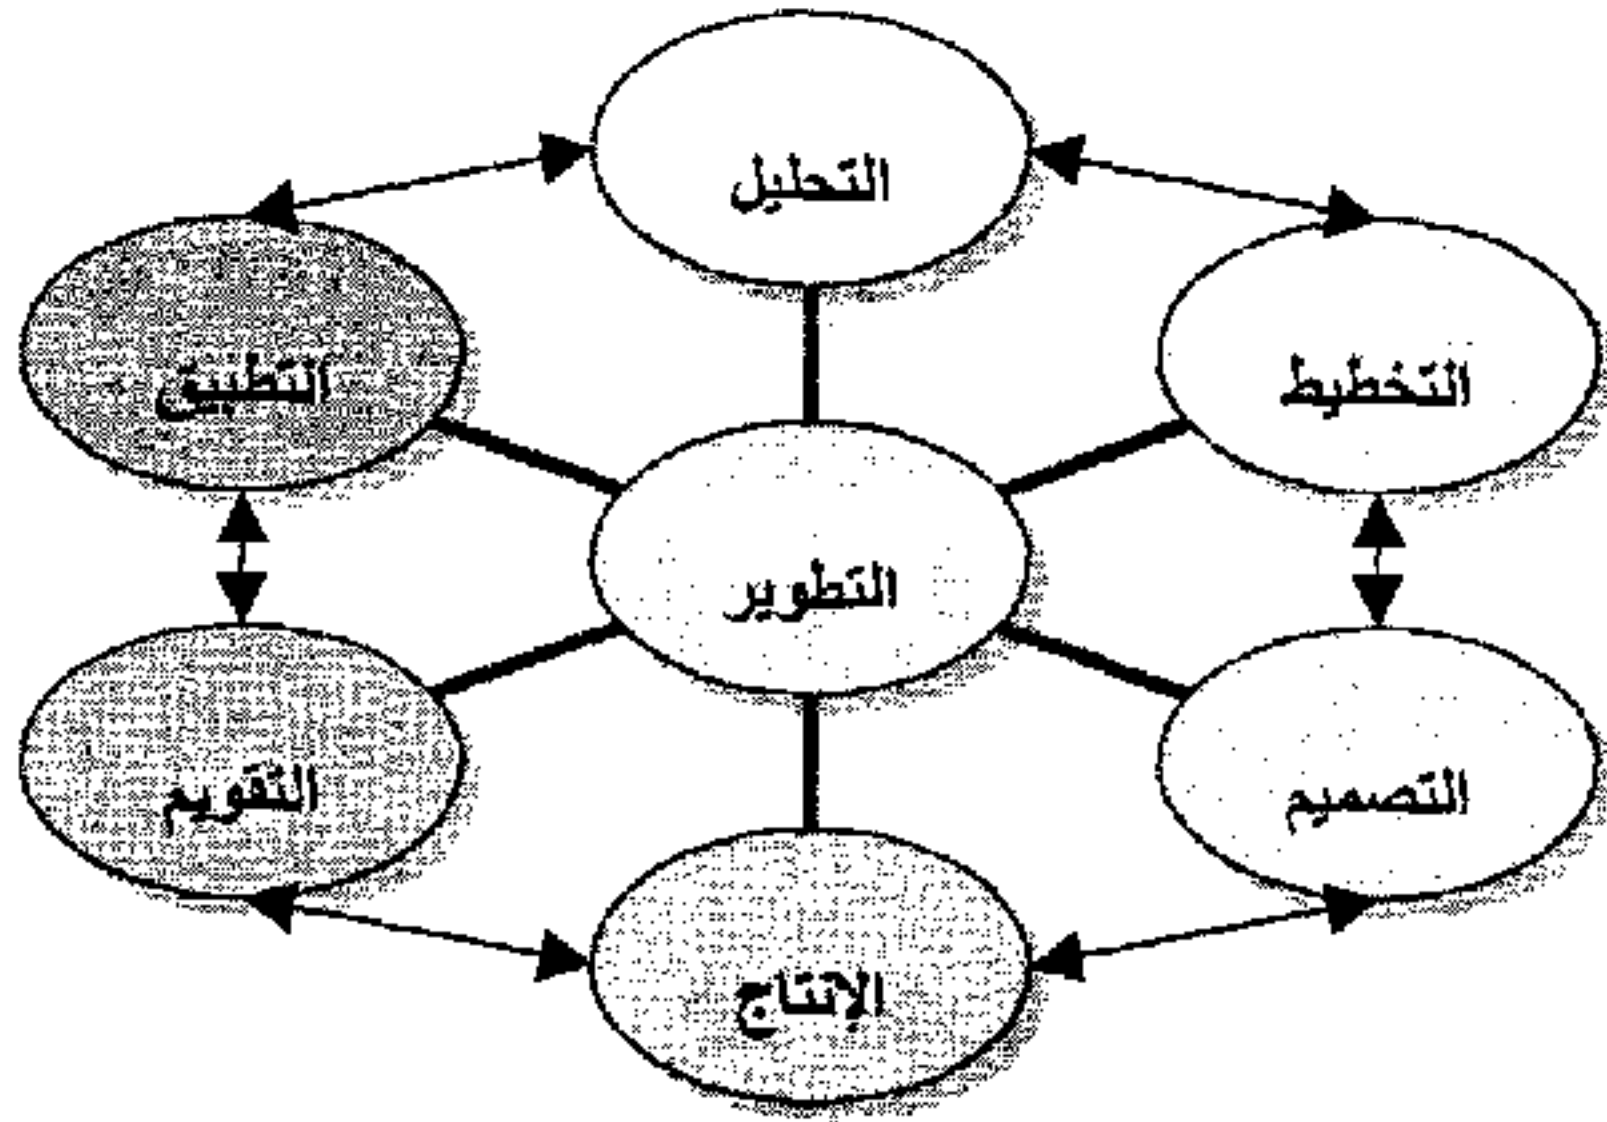 التحليل
التخطيط
التطبيق
التطوير
التصميم
التقويم
الإنتاج